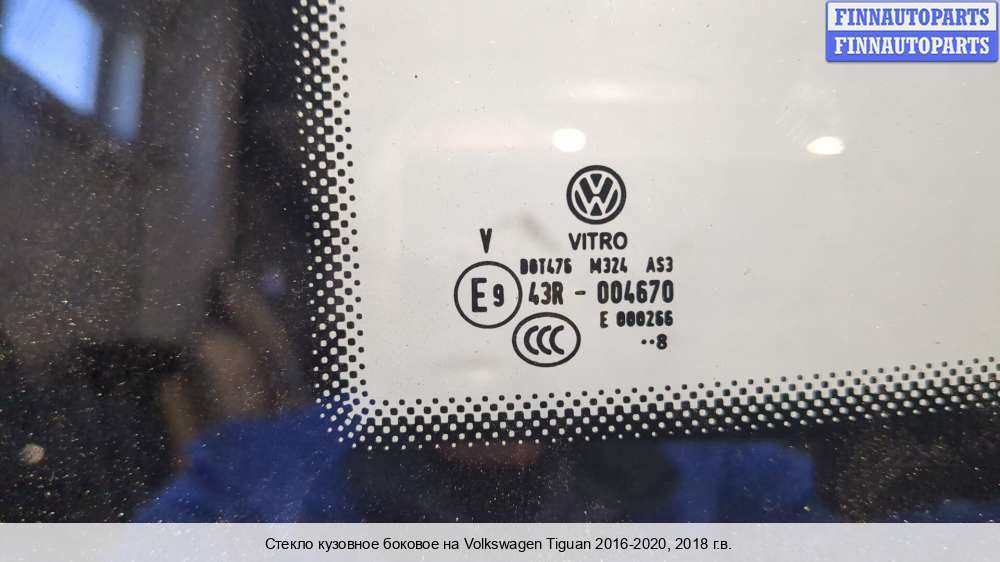 FINNAUTOPARTS
FINNAUTOPARTS
VITRO
V
DOT476 M324 AS3
E9 43R - 004670
E 000266
CCC
··8
Стекло кузовное боковое на Volkswagen Tiguan 2016-2020, 2018 г.в.